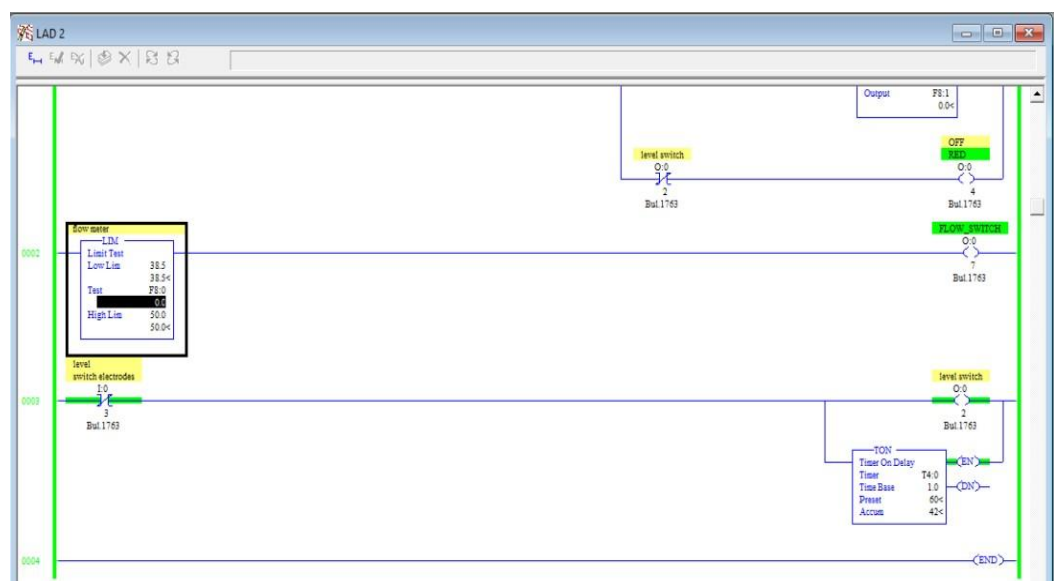 LAD 2
Output F8:1
0.0<
level switch
O:0
2
Bul.1763
OFF
RED
O:0
4
Bul.1763
0002
flow meter
LIM
Limit Test
Low Lim 38.5
38.5<
Test F8:0
0.0
High Lim 50.0
50.0<
FLOW_SWITCH
O:0
7
Bul.1763
0003
level
switch electrodes
I:0
3
Bul.1763
level switch
O:0
2
Bul.1763
TON
Timer On Delay
Timer T4:0
Time Base 1.0
Preset 60<
Accum 42<
EN
DN
0004
END